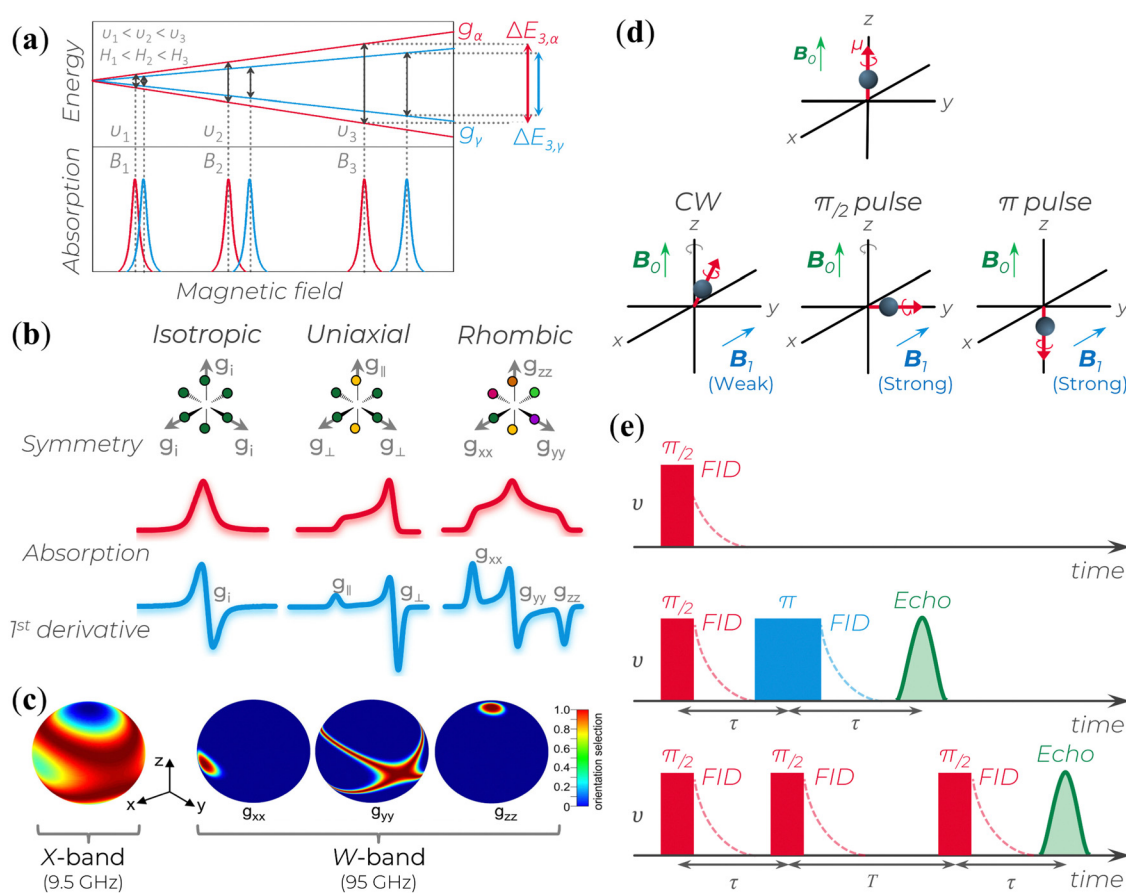 (a)
υ1 < υ2 < υ3
H1 < H2 < H3
Energy
gα
gγ
ΔE3,α
ΔE3,γ
υ1 υ2 υ3
B1 B2 B3
Absorption
Magnetic field
(b)
Isotropic Uniaxial Rhombic
gi g∥ gzz
Symmetry
gi gi g⊥ g⊥ gxx gyy
Absorption
gxx
gi g∥ g⊥ gyy gzz
1st derivative
(c)
z
x y
gxx gyy gzz
1.0
0.8
0.6
0.4
0.2
0
orientation selection
X-band
(9.5 GHz)
W-band
(95 GHz)
(d)
z
B0 μ
y
x
CW π/2 pulse π pulse
z z z
B0 B0 B0
y y y
x x x
B1 B1 B1
(Weak) (Strong) (Strong)
(e)
π/2 FID
υ
time
π/2 FID π FID Echo
υ
τ τ time
π/2 FID π/2 FID π/2 FID Echo
υ
τ T τ time